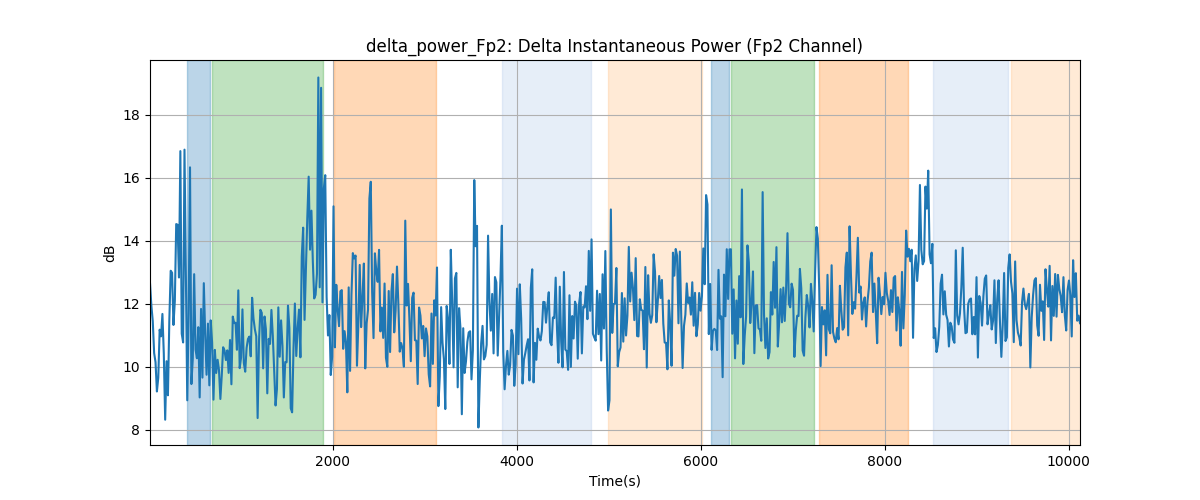 delta_power_Fp2: Delta Instantaneous Power (Fp2 Channel)
dB
18
16
14
12
10
8
2000 4000 6000 8000 10000
Time(s)